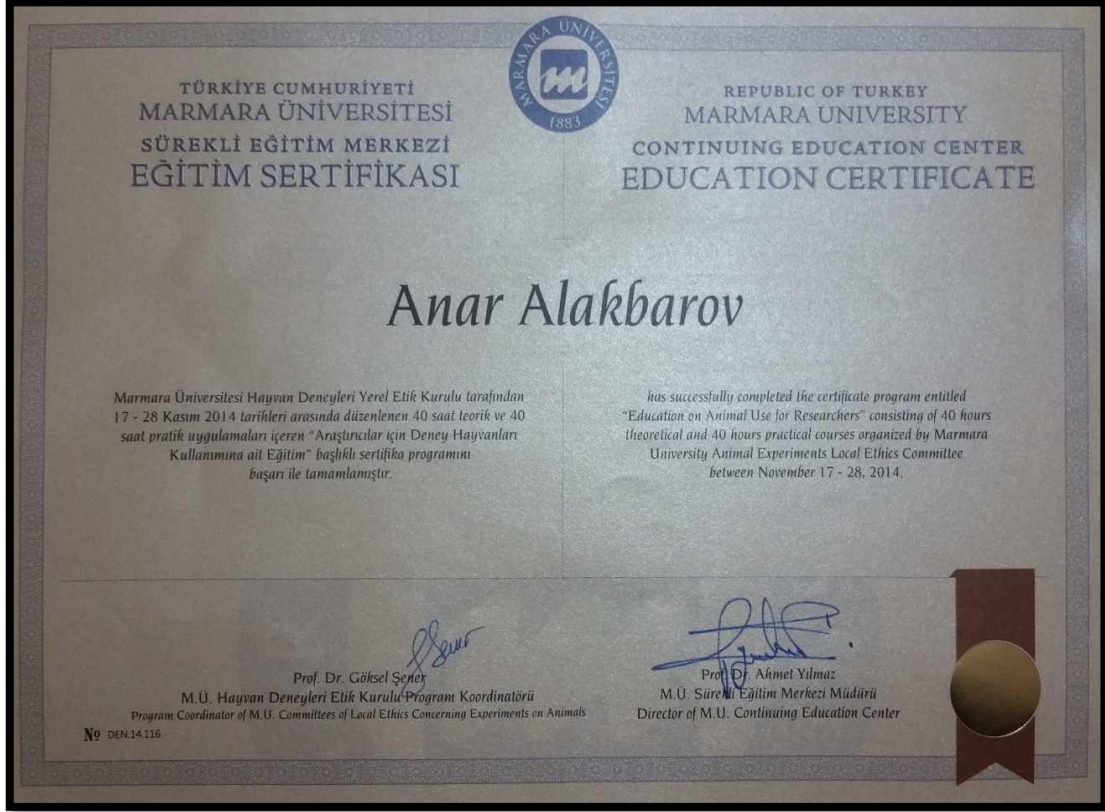 MARMARA ÜNİVERSİTESİ
m
1883
TÜRKİYE CUMHURİYETİ
MARMARA ÜNİVERSİTESİ
SÜREKLİ EĞİTİM MERKEZİ
EĞİTİM SERTİFİKASI
REPUBLIC OF TURKEY
MARMARA UNIVERSITY
CONTINUING EDUCATION CENTER
EDUCATION CERTIFICATE
Anar Alakbarov
Marmara Üniversitesi Hayvan Deneyleri Yerel Etik Kurulu tarafından
17 - 28 Kasım 2014 tarihleri arasında düzenlenen 40 saat teorik ve 40
saat pratik uygulamaları içeren "Araştırıcılar için Deney Hayvanları
Kullanımına ait Eğitim" başlıklı sertifika programını
başarı ile tamamlamıştır.
has successfully completed the certificate program entitled
"Education on Animal Use for Researchers" consisting of 40 hours
theoretical and 40 hours practical courses organized by Marmara
University Animal Experiments Local Ethics Committee
between November 17 - 28, 2014.
Prof. Dr. Göksel Şener
M.Ü. Hayvan Deneyleri Etik Kurulu Program Koordinatörü
Program Coordinator of M.U. Committees of Local Ethics Concerning Experiments on Animals
Prof. Dr. Ahmet Yılmaz
M.Ü. Sürekli Eğitim Merkezi Müdürü
Director of M.U. Continuing Education Center
№ DEN.14.116